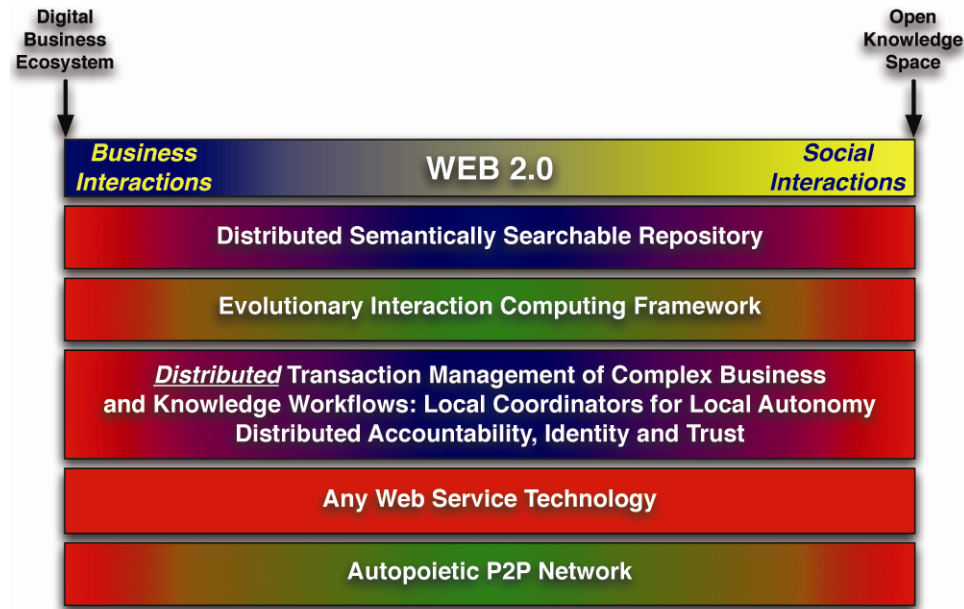 Digital
Business
Ecosystem
Open
Knowledge
Space
Business
Interactions
WEB 2.0
Social
Interactions
Distributed Semantically Searchable Repository
Evolutionary Interaction Computing Framework
Distributed Transaction Management of Complex Business
and Knowledge Workflows: Local Coordinators for Local Autonomy
Distributed Accountability, Identity and Trust
Any Web Service Technology
Autopoietic P2P Network